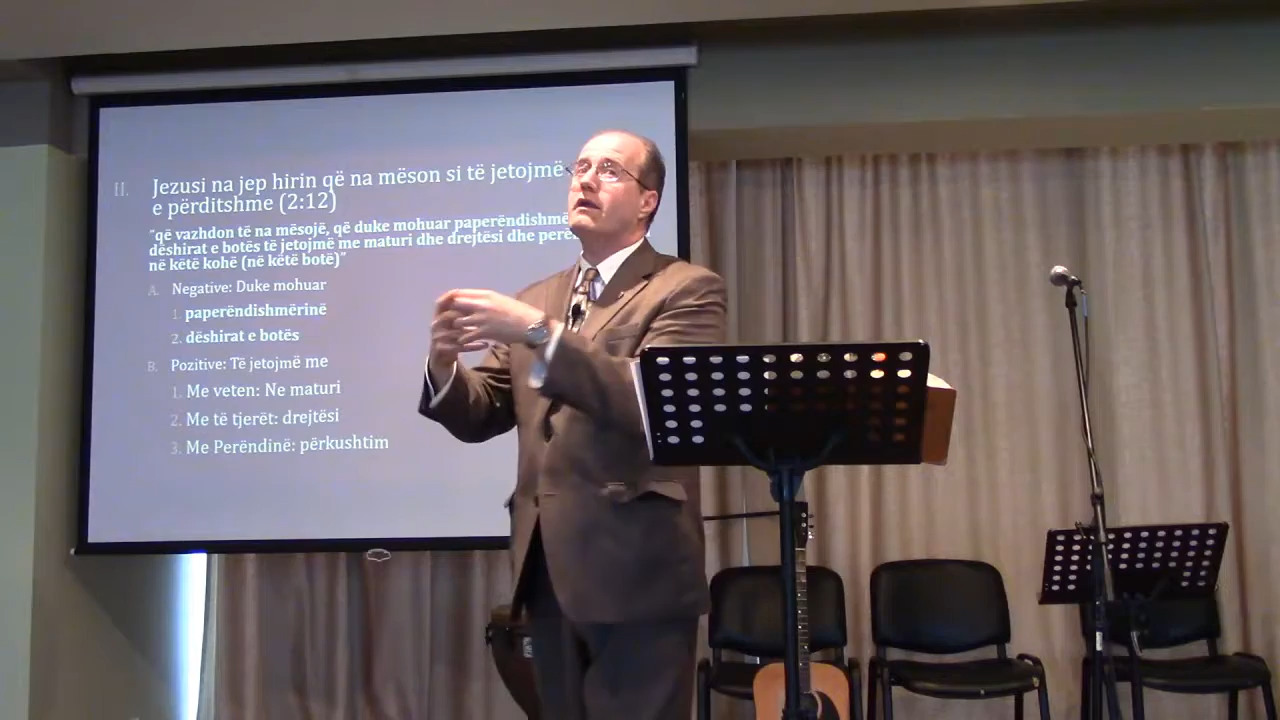 II. Jezusi na jep hirin që na mëson si të jetojmë
e përditshme (2:12)
"që vazhdon të na mësojë, që duke mohuar paperëndishmë
dëshirat e botës të jetojmë me maturi dhe drejtësi dhe perë
në këtë kohë (në këtë botë)"
A. Negative: Duke mohuar
1. paperëndishmërinë
2. dëshirat e botës
B. Pozitive: Të jetojmë me
1. Me veten: Ne maturi
2. Me të tjerët: drejtësi
3. Me Perëndinë: përkushtim